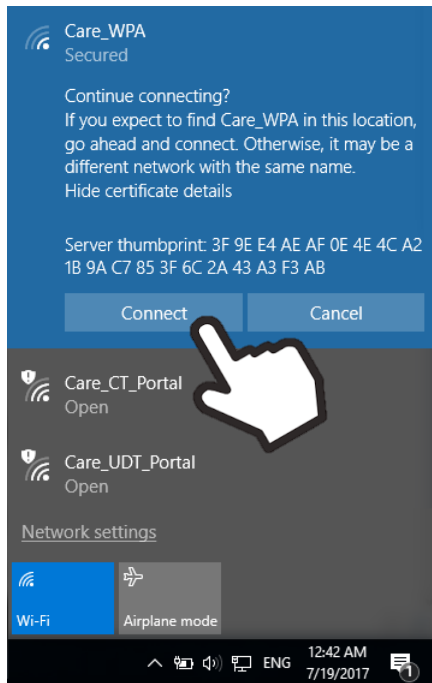 Care_WPA
Secured
Continue connecting?
If you expect to find Care_WPA in this location,
go ahead and connect. Otherwise, it may be a
different network with the same name.
Hide certificate details
Server thumbprint: 3F 9E E4 AE AF 0E 4E 4C A2
1B 9A C7 85 3F 6C 2A 43 A3 F3 AB
Connect Cancel
Care_CT_Portal
Open
Care_UDT_Portal
Open
Network settings
Wi-Fi Airplane mode
ENG 12:42 AM
7/19/2017 1